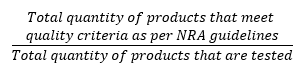 Total quantity of products that meet
quality criteria as per NRA guidelines
Total quantity of products that are tested